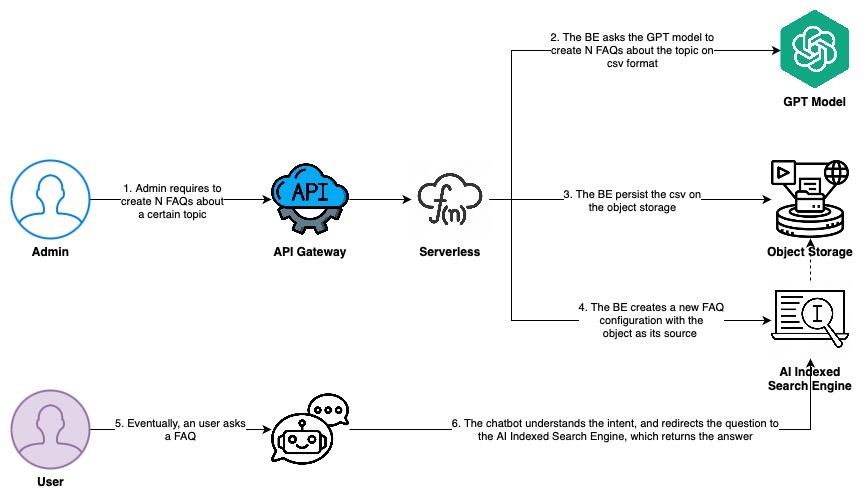 2. The BE asks the GPT model to
create N FAQs about the topic on
csv format
GPT Model
1. Admin requires to
create N FAQs about
a certain topic
API
f(n)
3. The BE persist the csv on
the object storage
Admin
API Gateway
Serverless
Object Storage
4. The BE creates a new FAQ
configuration with the
object as its source
I
AI Indexed
Search Engine
5. Eventually, an user asks
a FAQ
6. The chatbot understands the intent, and redirects the question to
the AI Indexed Search Engine, which returns the answer
User